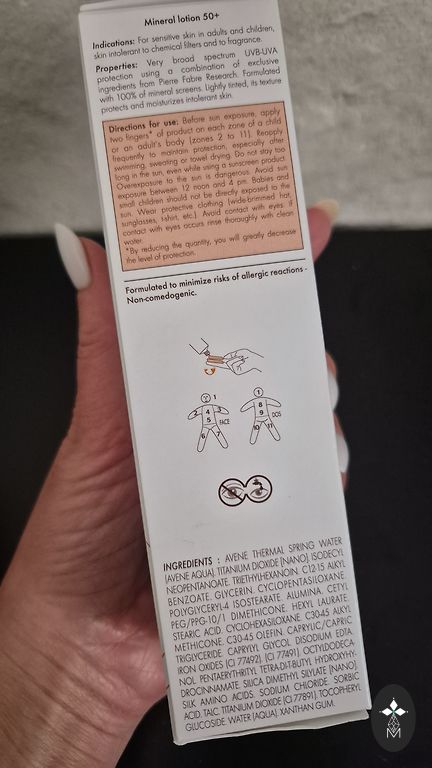 Mineral lotion 50+
Indications: For sensitive skin in adults and children,
skin intolerant to chemical filters and to fragrance.
Properties: Very broad spectrum UVB-UVA
protection using a combination of exclusive
ingredients from Pierre Fabre Research. Formulated
with 100% of mineral screens. Lightly tinted, its texture
protects and moisturizes intolerant skin.
Directions for use: Before sun exposure, apply
two fingers* of product on each zone of a child
or an adult's body (zones 2 to 11). Reapply
frequently to maintain protection, especially after
swimming, sweating or towel drying. Do not stay too
long in the sun, even while using a sunscreen product.
Overexposure to the sun is dangerous. Avoid sun
exposure between 12 noon and 4 pm. Babies and
small children should not be directly exposed to the
sun. Wear protective clothing (wide-brimmed hat,
sunglasses, t-shirt, etc.). Avoid contact with eyes. If
contact with eyes occurs rinse thoroughly with clean
water.
*By reducing the quantity, you will greatly decrease
the level of protection.
Formulated to minimize risks of allergic reactions -
Non-comedogenic.
1 1
2 4 3 8
5 FACE 9 DOS
6 7 10 11
INGREDIENTS : AVENE THERMAL SPRING WATER
(AVENE AQUA). TITANIUM DIOXIDE [NANO]. ISODECYL
NEOPENTANOATE. TRIETHYLHEXANOIN. C12-15 ALKYL
BENZOATE. GLYCERIN. CYCLOPENTASILOXANE.
POLYGLYCERYL-4 ISOSTEARATE. ALUMINA. CETYL
PEG/PPG-10/1 DIMETHICONE. HEXYL LAURATE.
STEARIC ACID. CYCLOHEXASILOXANE. C30-45 ALKYL
METHICONE. C30-45 OLEFIN. CAPRYLIC/CAPRIC
TRIGLYCERIDE. CAPRYLYL GLYCOL. DISODIUM EDTA.
IRON OXIDES (CI 77492). (CI 77491). OCTYLDODECA-
NOL. PENTAERYTHRITYL TETRA-DI-T-BUTYL HYDROXYHY-
DROCINNAMATE. SILICA DIMETHYL SILYLATE [NANO].
SILK AMINO ACIDS. SODIUM CHLORIDE. SORBIC
ACID. TALC. TITANIUM DIOXIDE (CI 77891). TOCOPHERYL
GLUCOSIDE. WATER (AQUA). XANTHAN GUM.
M